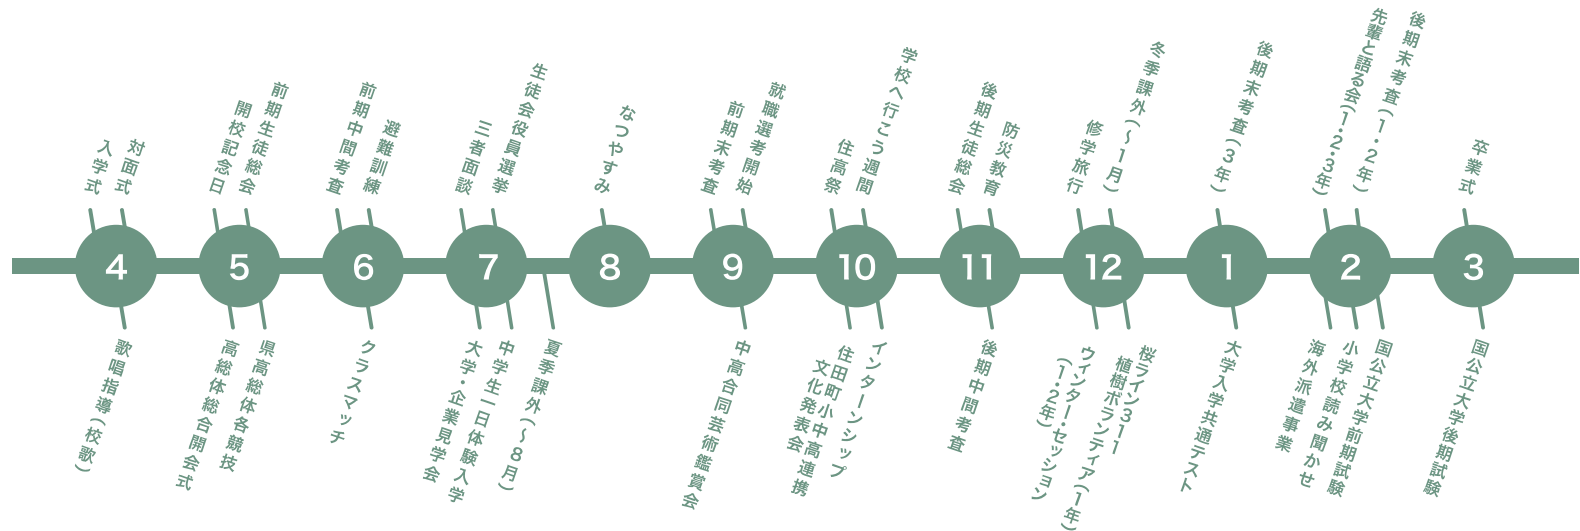 4
入学式
対面式
歌唱指導(校歌)
5
開校記念日
前期生徒総会
高総体総合開会式
県高総体各競技
6
前期中間考査
避難訓練
クラスマッチ
7
三者面談
生徒会役員選挙
大学・企業見学会
中学生一日体験入学
夏季課外(~8月)
8
なつやすみ
9
前期末考査
就職選考開始
中高合同芸術鑑賞会
10
住高祭
学校へ行こう週間
住田町小中高連携
文化発表会
インターンシップ
11
後期生徒総会
防災教育
後期中間考査
12
修学旅行
冬季課外(~1月)
ウィンター・セッション
(1・2年)
桜ライン311
植樹ボランティア(1年)
1
後期末考査(3年)
大学入学共通テスト
2
先輩と語る会(1・2・3年)
後期末考査(1・2年)
海外派遣事業
小学校読み聞かせ
国公立大学前期試験
3
卒業式
国公立大学後期試験